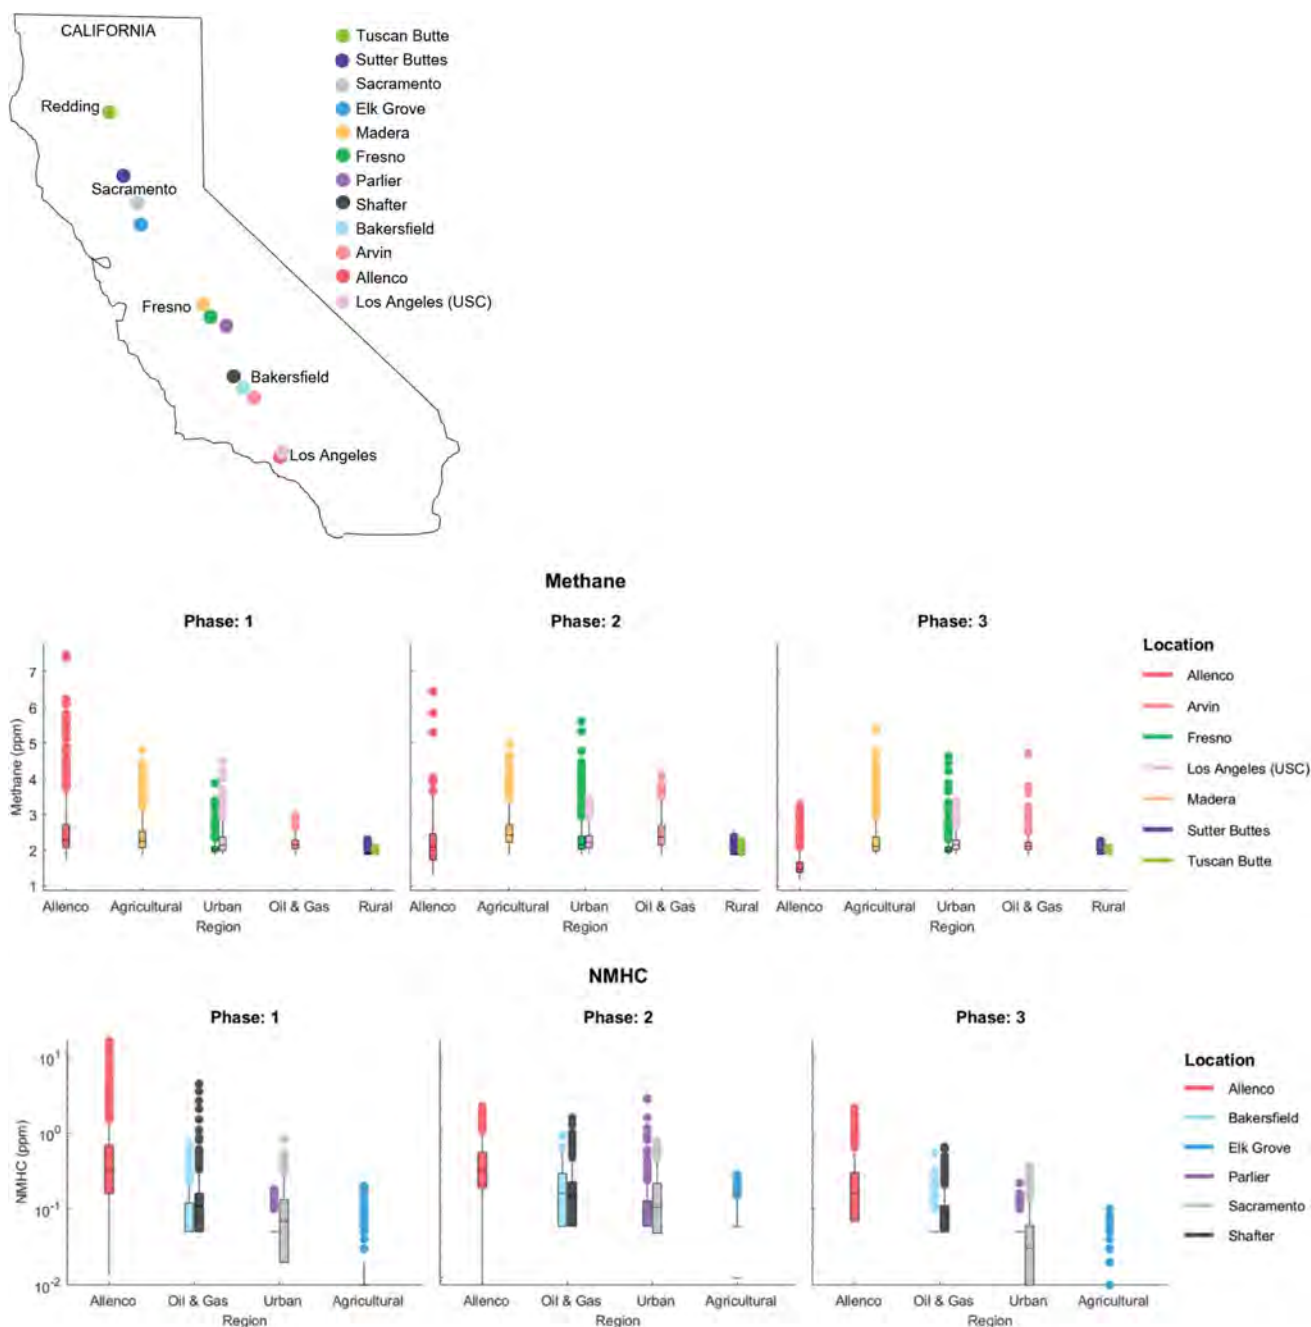 CALIFORNIA
Redding
Sacramento
Fresno
Bakersfield
Los Angeles
Tuscan Butte
Sutter Buttes
Sacramento
Elk Grove
Madera
Fresno
Parlier
Shafter
Bakersfield
Arvin
Allenco
Los Angeles (USC)
Methane
Phase: 1
Phase: 2
Phase: 3
Methane (ppm)
7
6
5
4
3
2
1
Allenco Agricultural Urban Oil & Gas Rural
Region
Allenco Agricultural Urban Oil & Gas Rural
Region
Allenco Agricultural Urban Oil & Gas Rural
Region
Location
Allenco
Arvin
Fresno
Los Angeles (USC)
Madera
Sutter Buttes
Tuscan Butte
NMHC
Phase: 1
Phase: 2
Phase: 3
NMHC (ppm)
10^1
10^0
10^-1
10^-2
Allenco Oil & Gas Urban Agricultural
Region
Allenco Oil & Gas Urban Agricultural
Region
Allenco Oil & Gas Urban Agricultural
Region
Location
Allenco
Bakersfield
Elk Grove
Parlier
Sacramento
Shafter